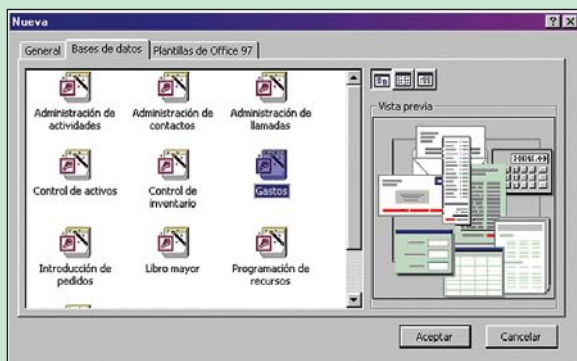 Nueva
General Bases de datos Plantillas de Office 97
Administración de
actividades
Administración de
contactos
Administración de
llamadas
Control de activos
Control de
inventario
Gastos
Introducción de
pedidos
Libro mayor
Programación de
recursos
Vista previa
Aceptar Cancelar